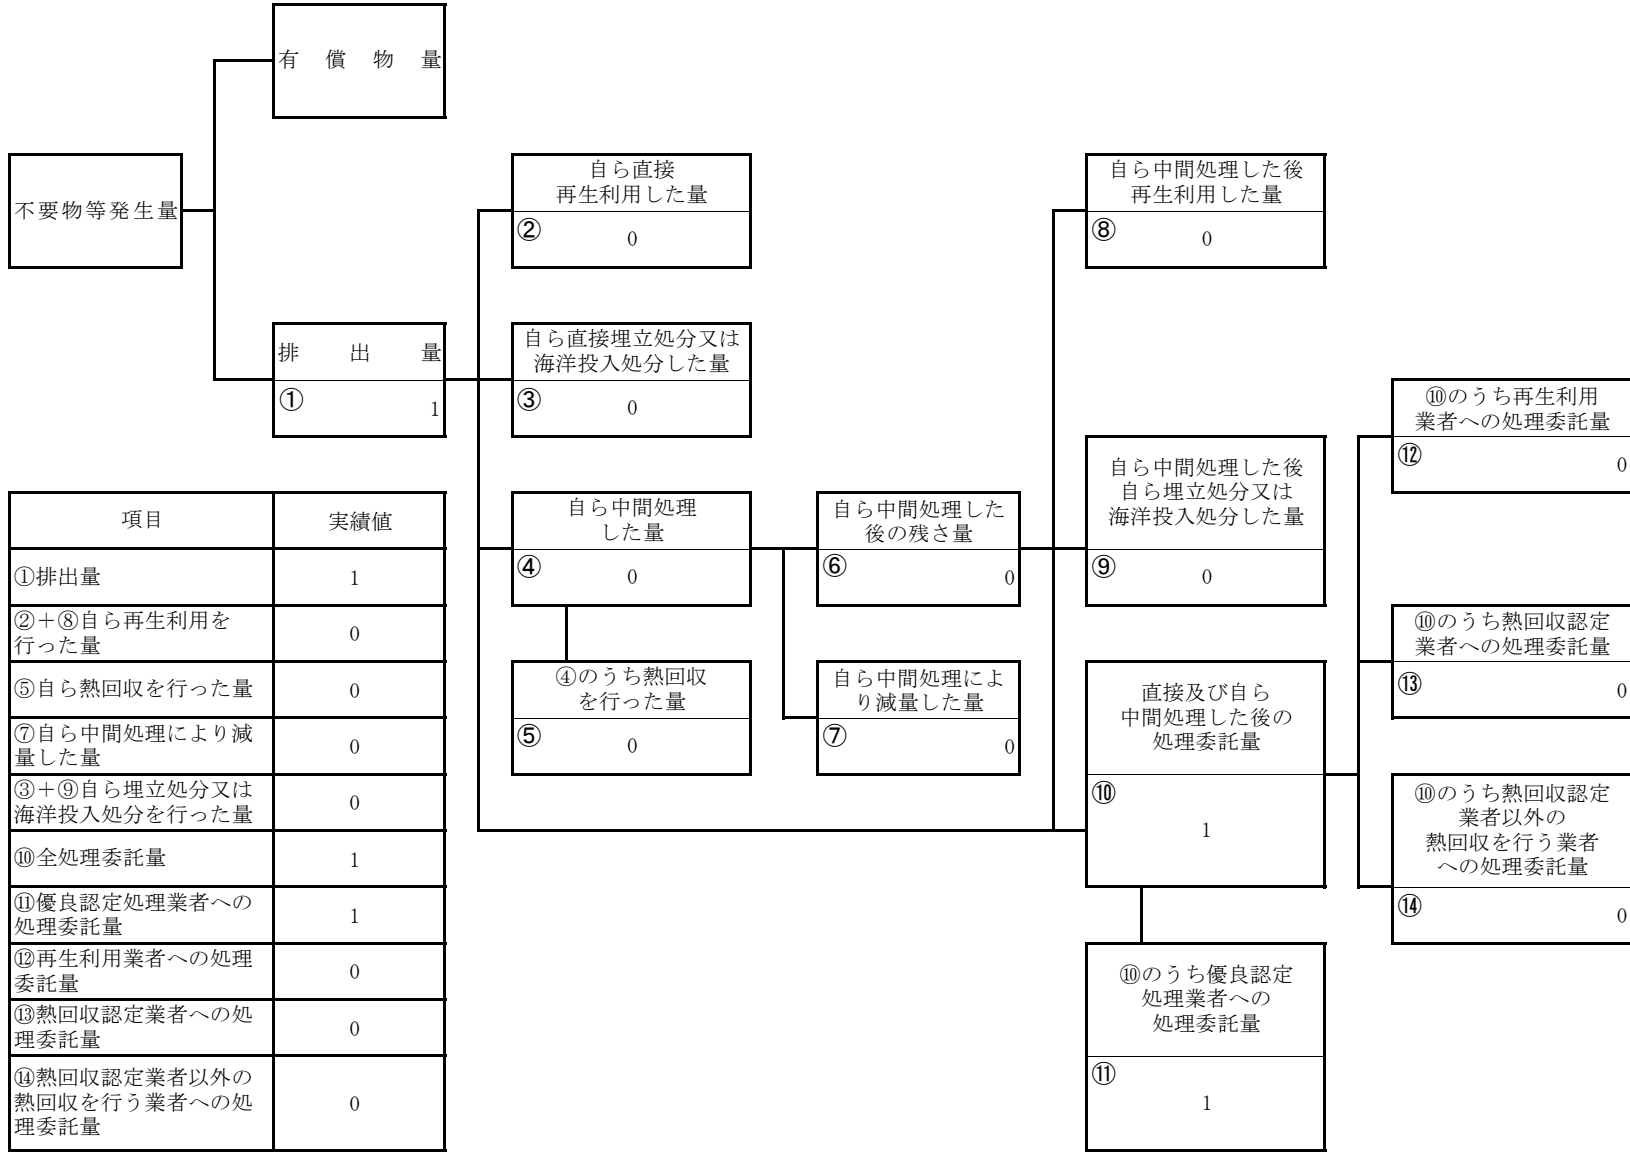 有償物量
不要物等発生量
排出量
① 1
自ら直接
再生利用した量
② 0
自ら直接埋立処分又は
海洋投入処分した量
③ 0
自ら中間処理
した量
④ 0
④のうち熱回収
を行った量
⑤ 0
自ら中間処理した
後の残さ量
⑥ 0
自ら中間処理によ
り減量した量
⑦ 0
自ら中間処理した後
再生利用した量
⑧ 0
自ら中間処理した後
自ら埋立処分又は
海洋投入処分した量
⑨ 0
直接及び自ら
中間処理した後の
処理委託量
⑩
1
⑩のうち優良認定
処理業者への
処理委託量
⑪
1
⑩のうち再生利用
業者への処理委託量
⑫ 0
⑩のうち熱回収認定
業者への処理委託量
⑬ 0
⑩のうち熱回収認定
業者以外の
熱回収を行う業者
への処理委託量
⑭ 0
項目 実績値
①排出量 1
②＋⑧自ら再生利用を
行った量 0
⑤自ら熱回収を行った量 0
⑦自ら中間処理により減
量した量 0
③＋⑨自ら埋立処分又は
海洋投入処分を行った量 0
⑩全処理委託量 1
⑪優良認定処理業者への
処理委託量 1
⑫再生利用業者への処理
委託量 0
⑬熱回収認定業者への処
理委託量 0
⑭熱回収認定業者以外の
熱回収を行う業者への処 0
理委託量